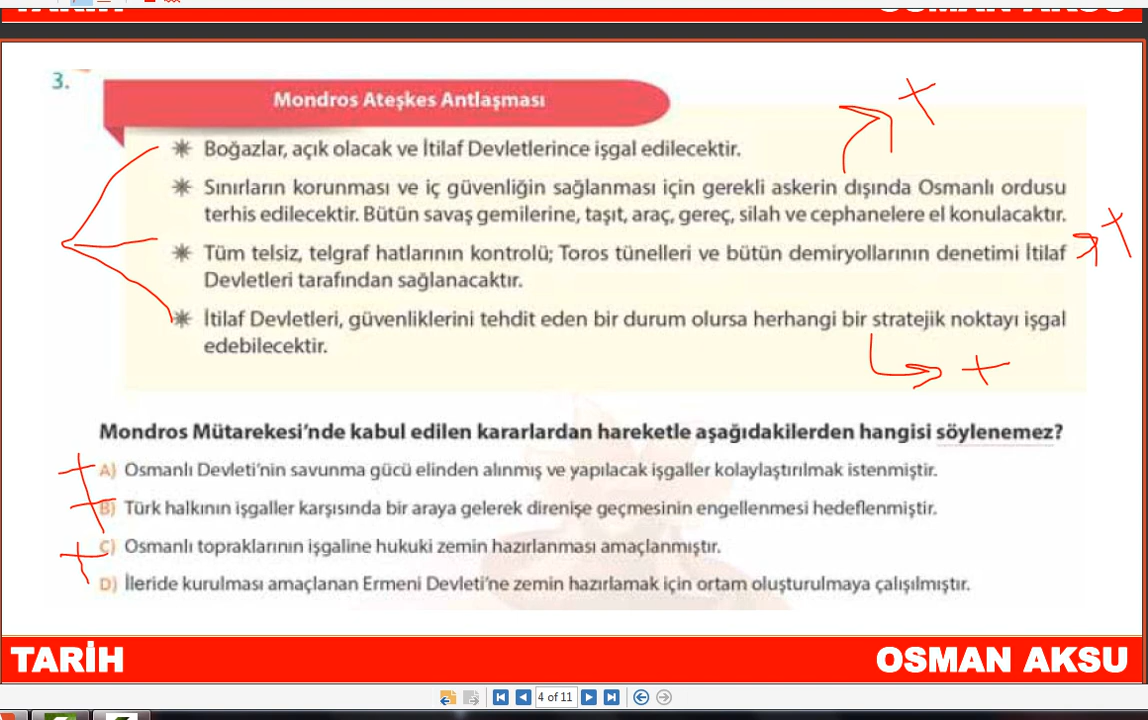 TARİH OSMAN AKSU
3.
Mondros Ateşkes Antlaşması
Boğazlar, açık olacak ve İtilaf Devletlerince işgal edilecektir.
Sınırların korunması ve iç güvenliğin sağlanması için gerekli askerin dışında Osmanlı ordusu
terhis edilecektir. Bütün savaş gemilerine, taşıt, araç, gereç, silah ve cephanelere el konulacaktır.
Tüm telsiz, telgraf hatlarının kontrolü; Toros tünelleri ve bütün demiryollarının denetimi İtilaf
Devletleri tarafından sağlanacaktır.
İtilaf Devletleri, güvenliklerini tehdit eden bir durum olursa herhangi bir stratejik noktayı işgal
edebilecektir.
Mondros Mütarekesi’nde kabul edilen kararlardan hareketle aşağıdakilerden hangisi söylenemez?
A) Osmanlı Devleti’nin savunma gücü elinden alınmış ve yapılacak işgaller kolaylaştırılmak istenmiştir.
B) Türk halkının işgaller karşısında bir araya gelerek direnişe geçmesinin engellenmesi hedeflenmiştir.
C) Osmanlı topraklarının işgaline hukuki zemin hazırlanması amaçlanmıştır.
D) İleride kurulması amaçlanan Ermeni Devleti’ne zemin hazırlamak için ortam oluşturulmaya çalışılmıştır.
TARİH OSMAN AKSU
4 of 11